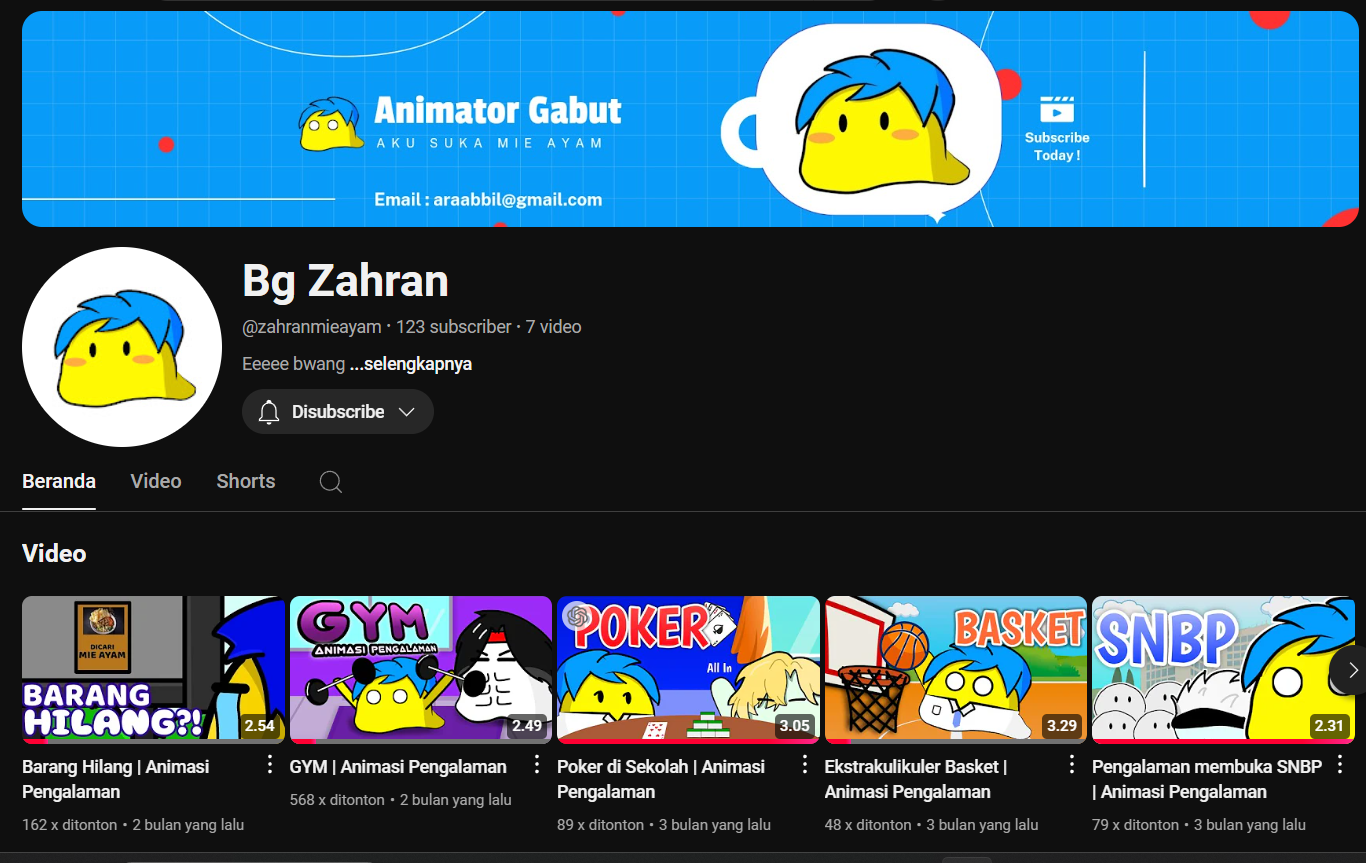 Animator Gabut
AKU SUKA MIE AYAM
Email : araabbil@gmail.com
Subscribe
Today !
Bg Zahran
@zahranmieayam · 123 subscriber · 7 video
Eeeee bwang ...selengkapnya
Disubscribe
Beranda Video Shorts
Video
DICARI
MIE AYAM
BARANG
HILANG?!
2.54
GYM
ANIMASI PENGALAMAN
2.49
POKER
All In
3.05
BASKET
3.29
SNBP
2.31
Barang Hilang | Animasi
Pengalaman
162 x ditonton • 2 bulan yang lalu
GYM | Animasi Pengalaman
568 x ditonton • 2 bulan yang lalu
Poker di Sekolah | Animasi
Pengalaman
89 x ditonton • 3 bulan yang lalu
Ekstrakulikuler Basket |
Animasi Pengalaman
48 x ditonton • 3 bulan yang lalu
Pengalaman membuka SNBP
| Animasi Pengalaman
79 x ditonton • 3 bulan yang lalu